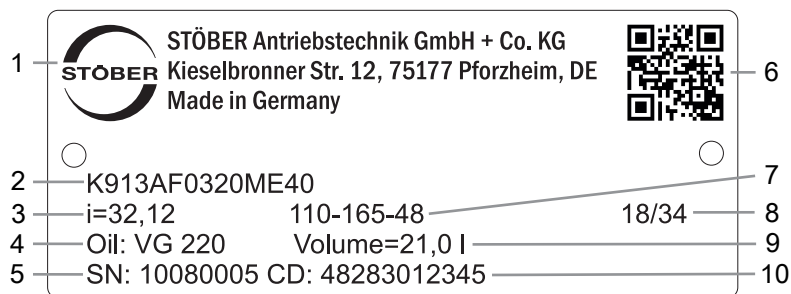 1
STÖBER
STÖBER Antriebstechnik GmbH + Co. KG
Kieselbronner Str. 12, 75177 Pforzheim, DE
Made in Germany
6
2
K913AF0320ME40
7
3
i=32,12 110-165-48 18/34
8
4
Oil: VG 220 Volume=21,0 l
9
5
SN: 10080005 CD: 48283012345
10